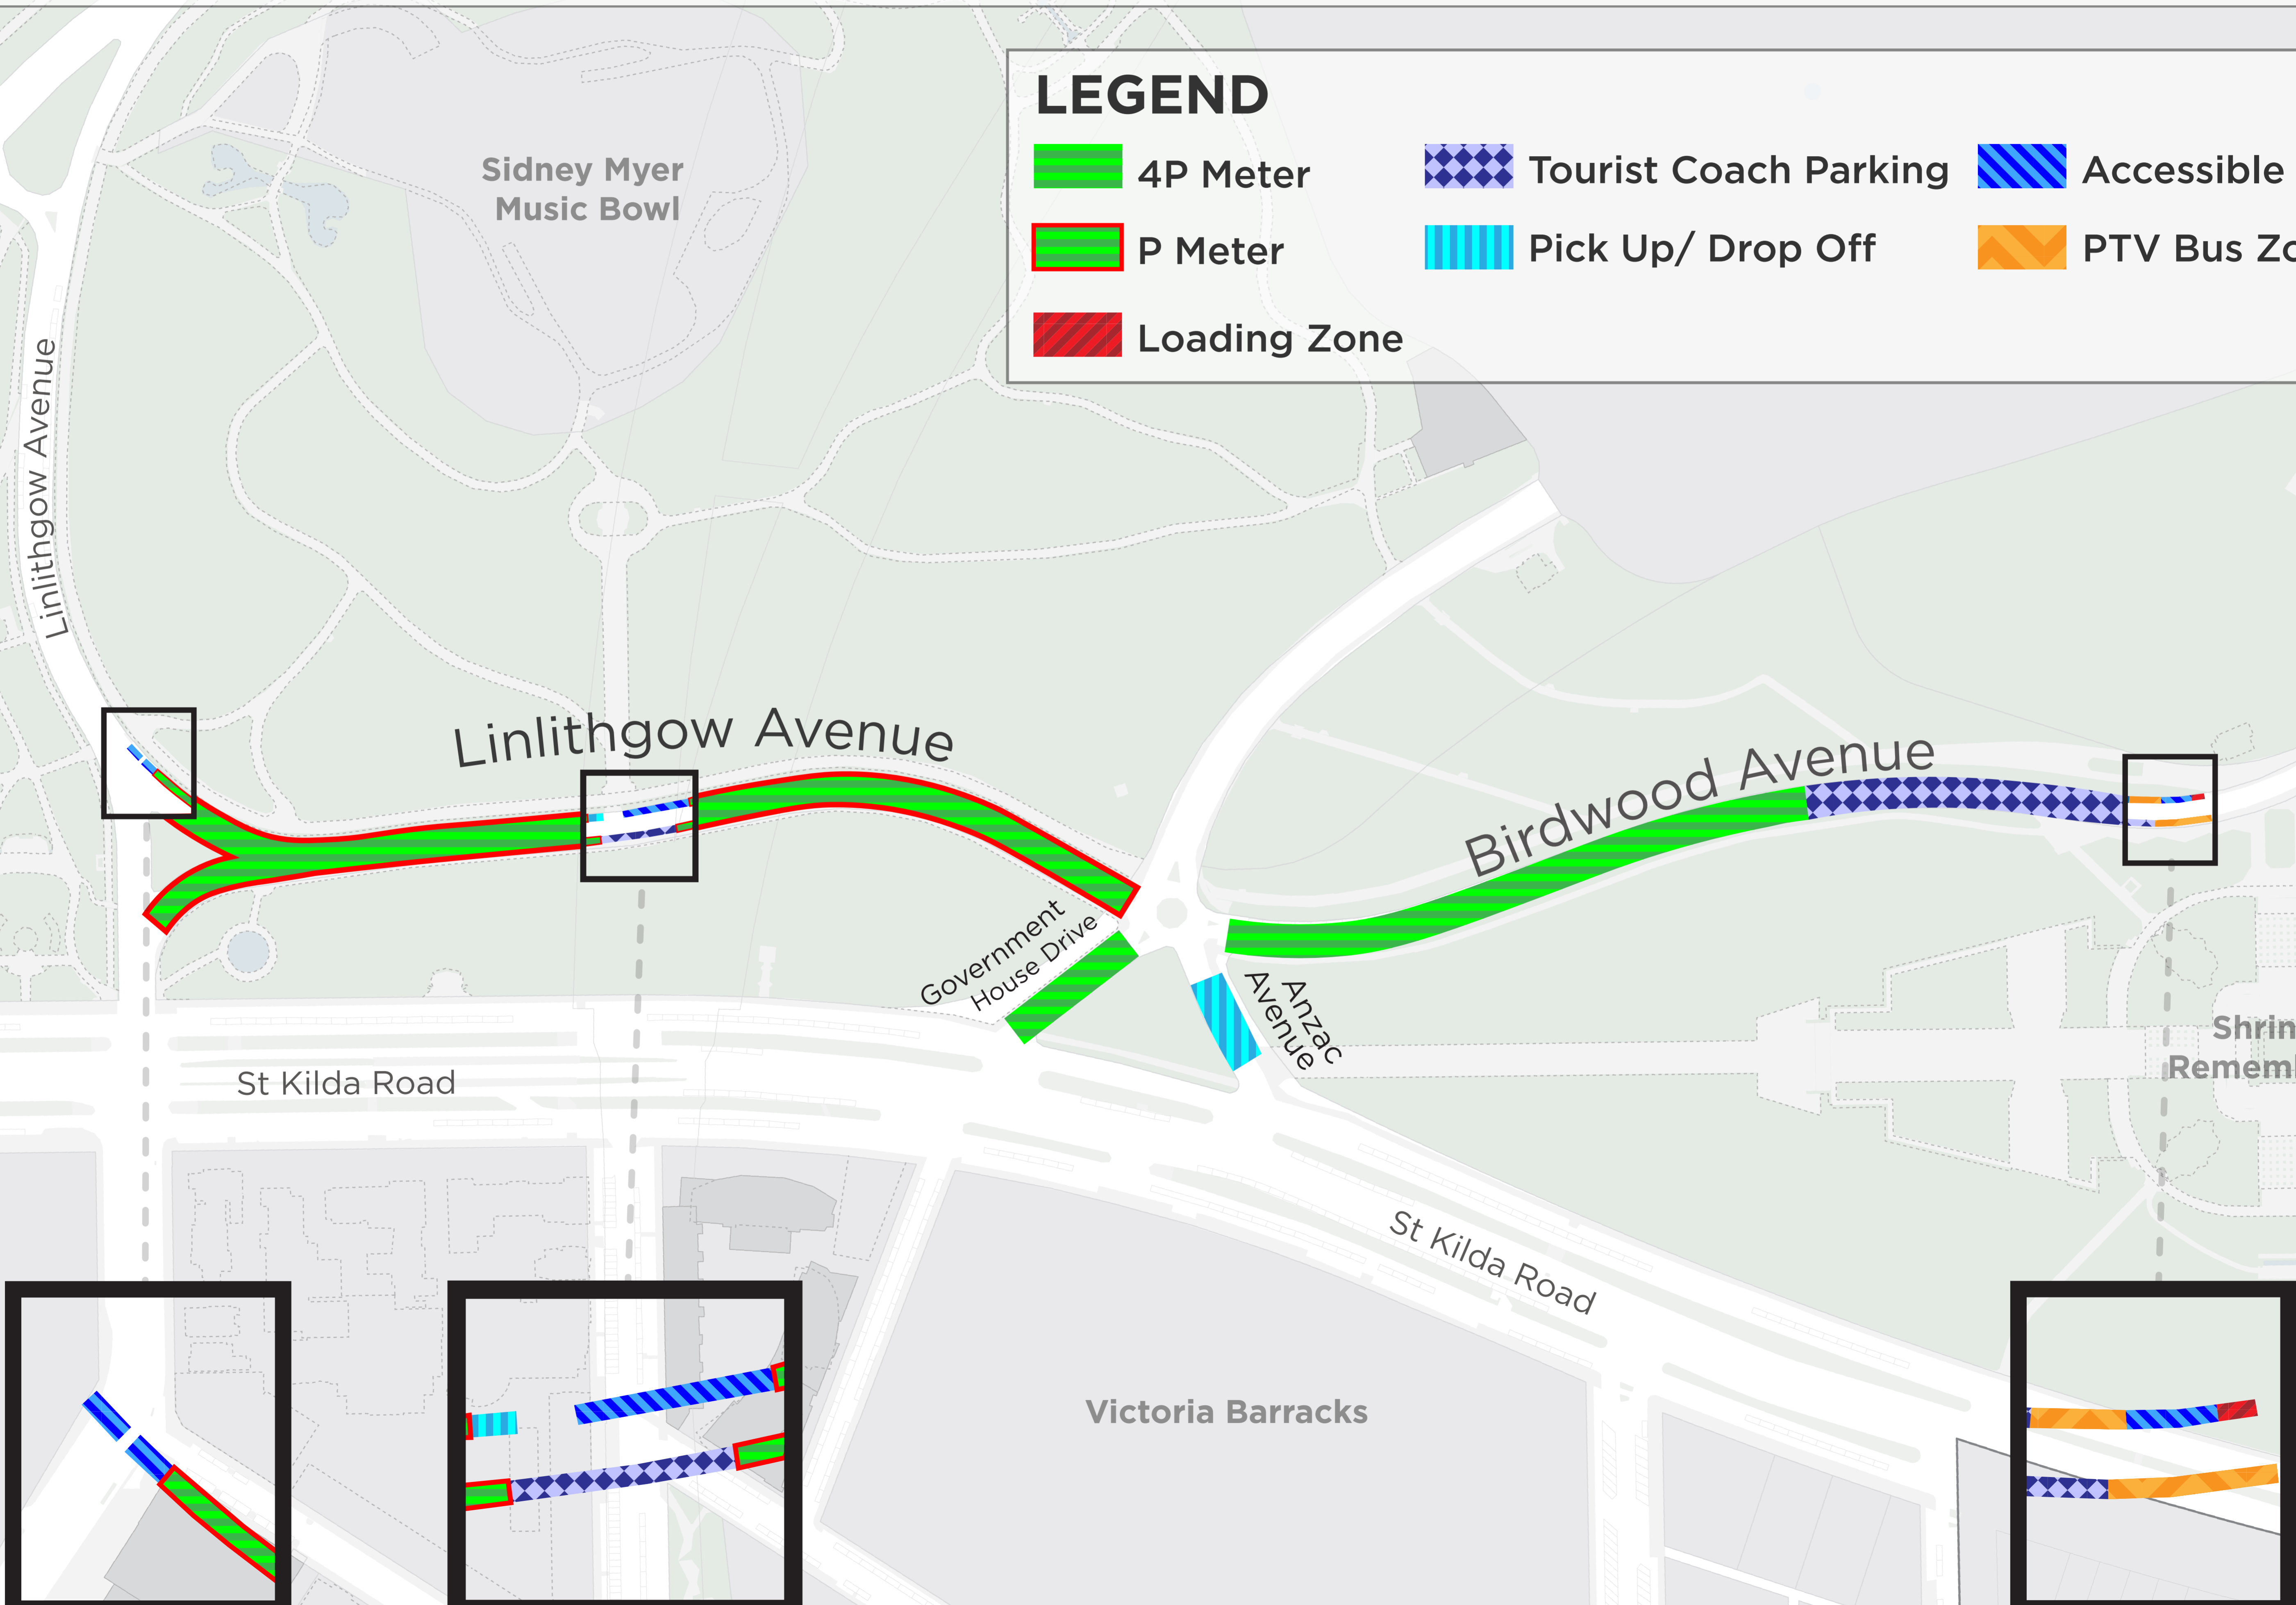 LEGEND
4P Meter
P Meter
Loading Zone
Tourist Coach Parking
Pick Up/ Drop Off
Accessible
PTV Bus Zo
Sidney Myer
Music Bowl
Linlithgow Avenue
Linlithgow Avenue
Birdwood Avenue
Government
House Drive
Anzac
Avenue
Shrin
Rememb
St Kilda Road
St Kilda Road
Victoria Barracks